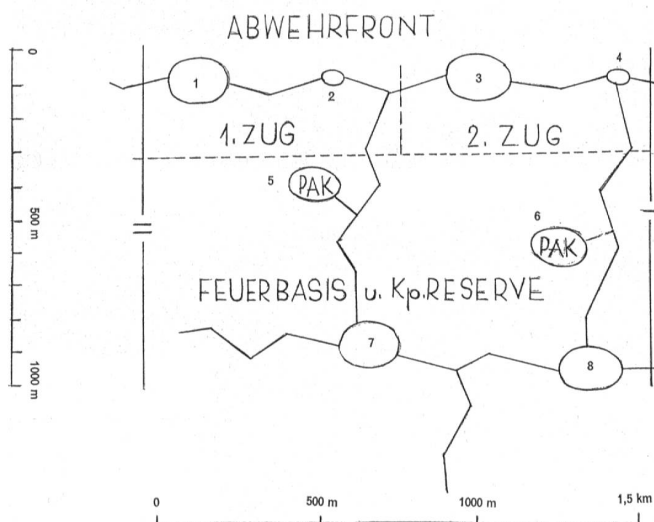 ABWEHRFRONT
0
1
2
3
4
1. ZUG
2. ZUG
5
PAK
500 m
6
PAK
FEUERBASIS u. Kp. RESERVE
7
8
1000 m
0
500 m
1000 m
1,5 km